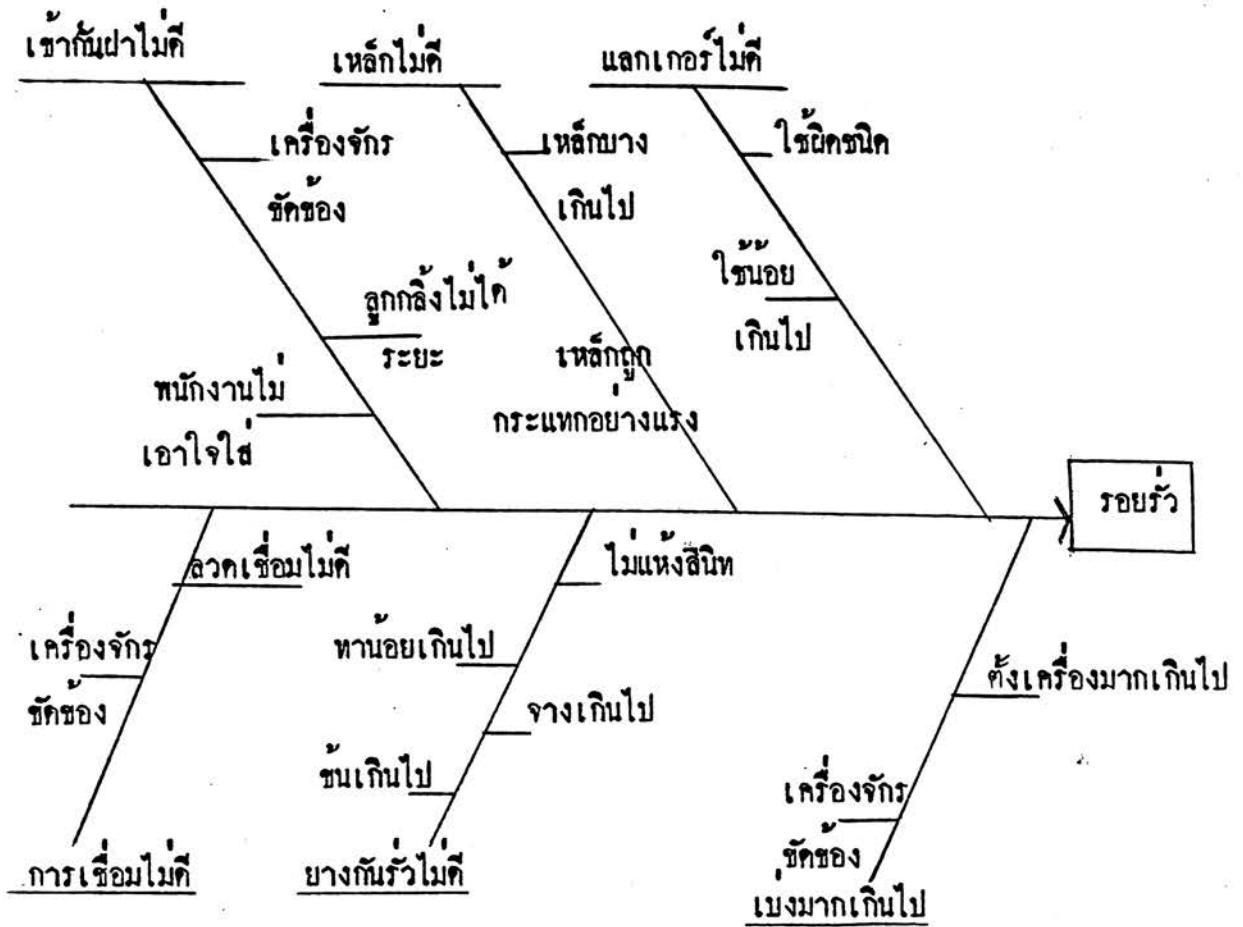 เข้ากันฝาไม่ดี
เหล็กไม่ดี
แลกเกอร์ไม่ดี
เครื่องจักร
ขัดข้อง
เหล็กบาง
เกินไป
ใช้ผิดชนิด
ลูกกลิ้งไม่ได้
ระยะ
ใช้น้อย
เกินไป
พนักงานไม่
เอาใจใส่
เหล็กถูก
กระแทกอย่างแรง
รอยรั่ว
ลวดเชื่อมไม่ดี
ไม่แห้งสนิท
เครื่องจักร
ขัดข้อง
ทาน้อยเกินไป
จางเกินไป
ข้นเกินไป
ตั้งเครื่องมากเกินไป
เครื่องจักร
ขัดข้อง
การเชื่อมไม่ดี
ยางกันรั่วไม่ดี
เบ่งมากเกินไป